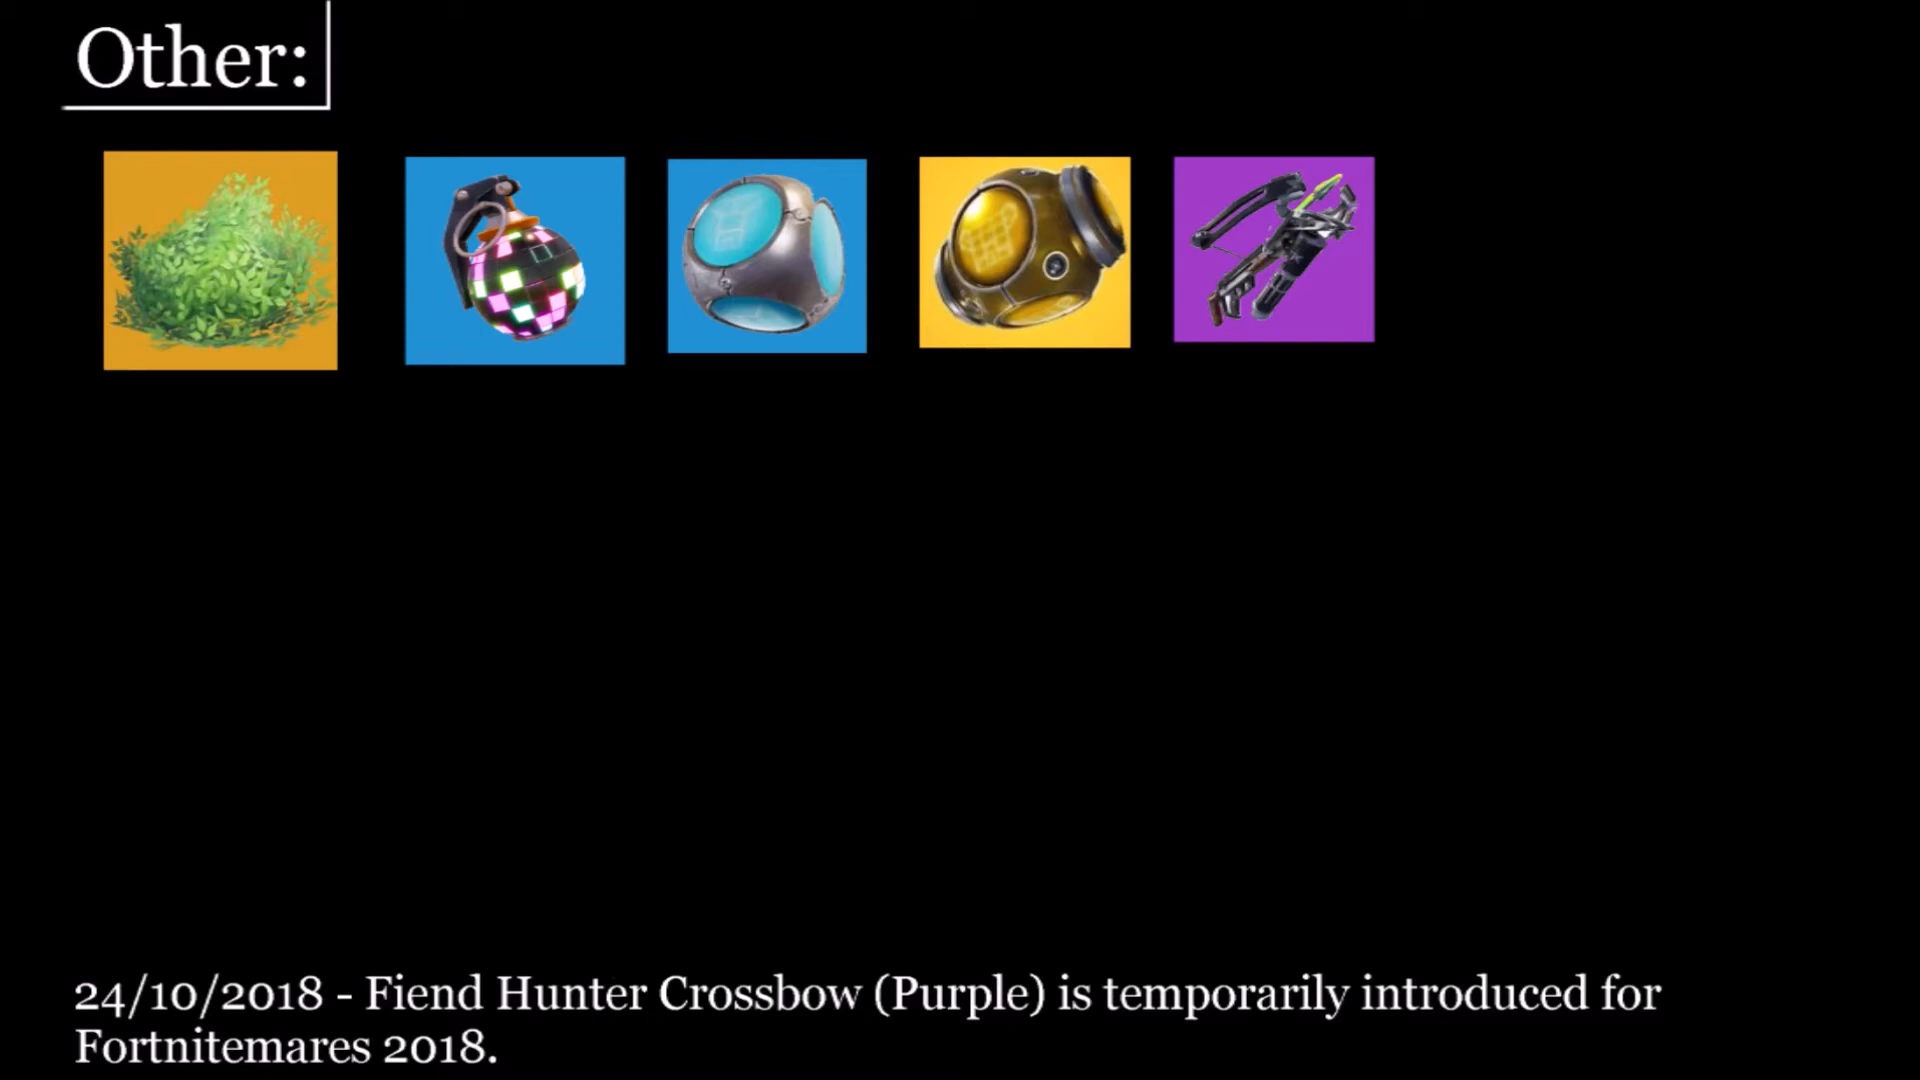 Other:
24/10/2018 - Fiend Hunter Crossbow (Purple) is temporarily introduced for
Fortnitemares 2018.